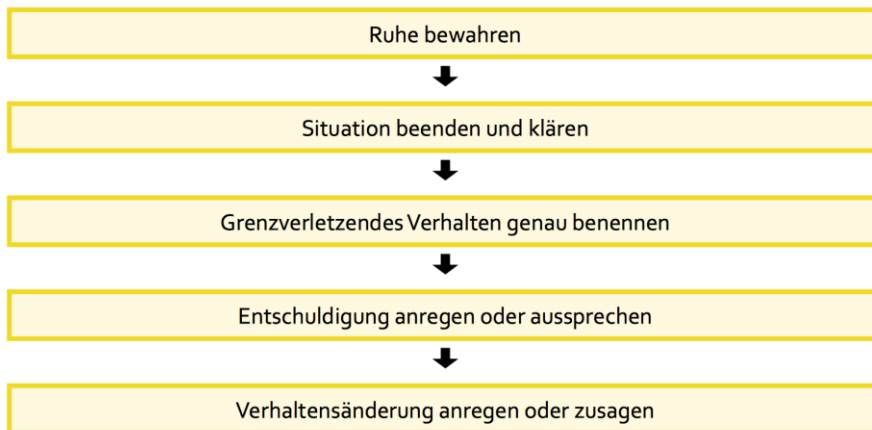 Ruhe bewahren
Situation beenden und klären
Grenzverletzendes Verhalten genau benennen
Entschuldigung anregen oder aussprechen
Verhaltensänderung anregen oder zusagen